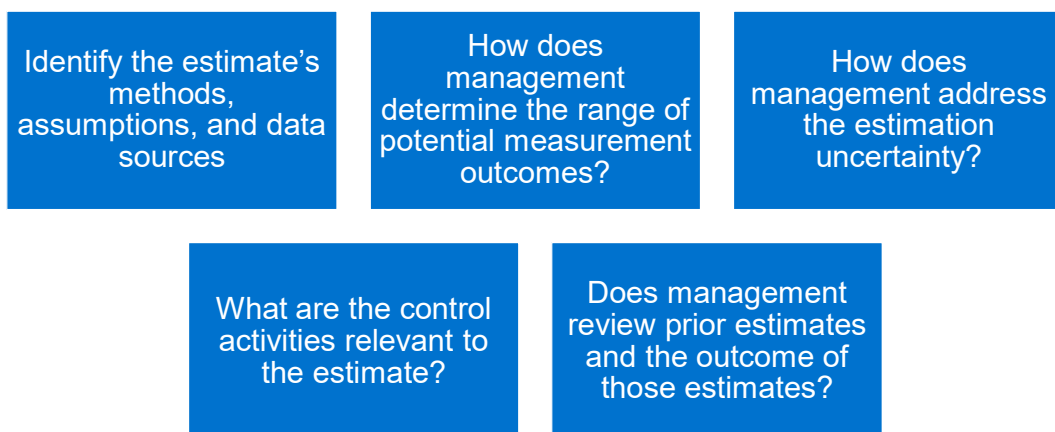 Identify the estimate’s
methods,
assumptions, and data
sources
How does
management
determine the range of
potential measurement
outcomes?
How does
management address
the estimation
uncertainty?
What are the control
activities relevant to
the estimate?
Does management
review prior estimates
and the outcome of
those estimates?